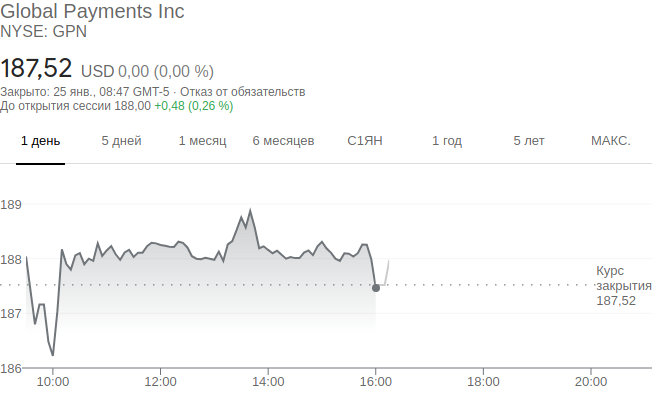 Global Payments Inc
NYSE: GPN
187,52 USD 0,00 (0,00 %)
Закрыто: 25 янв., 08:47 GMT-5 · Отказ от обязательств
До открытия сессии 188,00 +0,48 (0,26 %)
1 день 5 дней 1 месяц 6 месяцев С1ЯН 1 год 5 лет МАКС.
189
188
187
186
Курс
закрытия
187,52
10:00 12:00 14:00 16:00 18:00 20:00